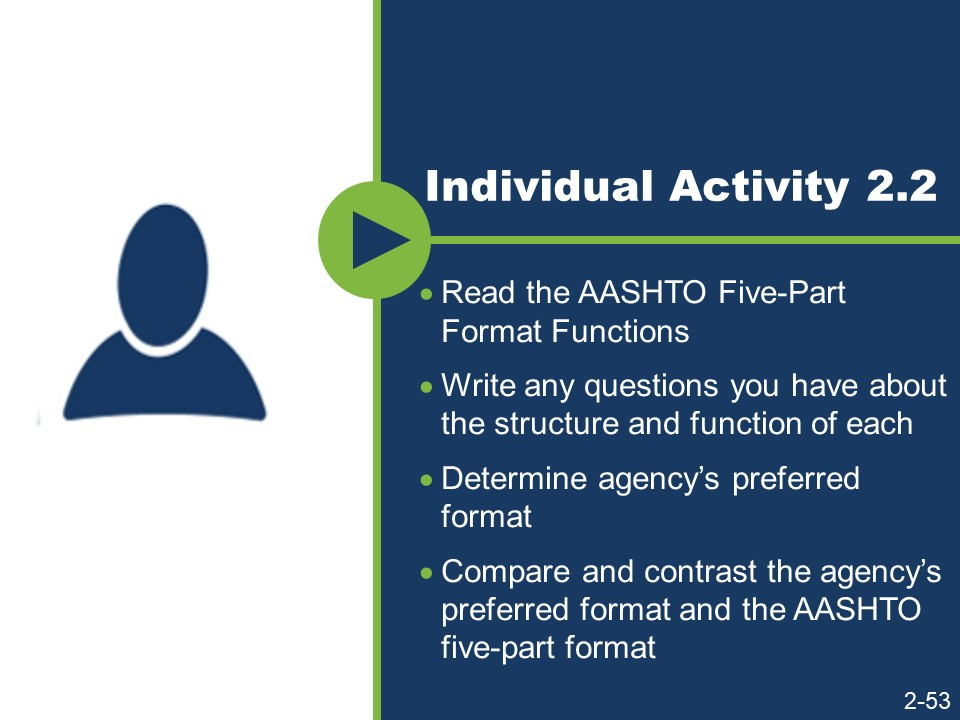 Individual Activity 2.2
• Read the AASHTO Five-Part
Format Functions
• Write any questions you have about
the structure and function of each
• Determine agency’s preferred
format
• Compare and contrast the agency’s
preferred format and the AASHTO
five-part format
2-53